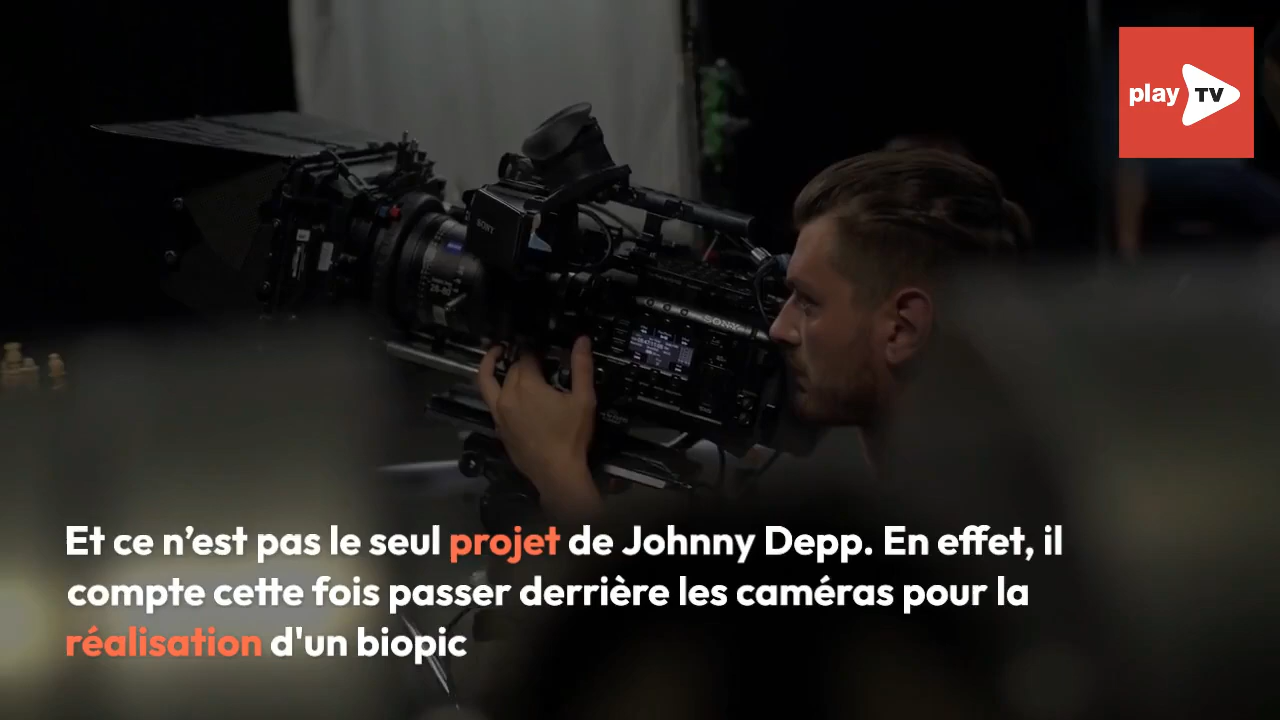 play TV
SONY
SONY
Et ce n’est pas le seul projet de Johnny Depp. En effet, il
compte cette fois passer derrière les caméras pour la
réalisation d'un biopic